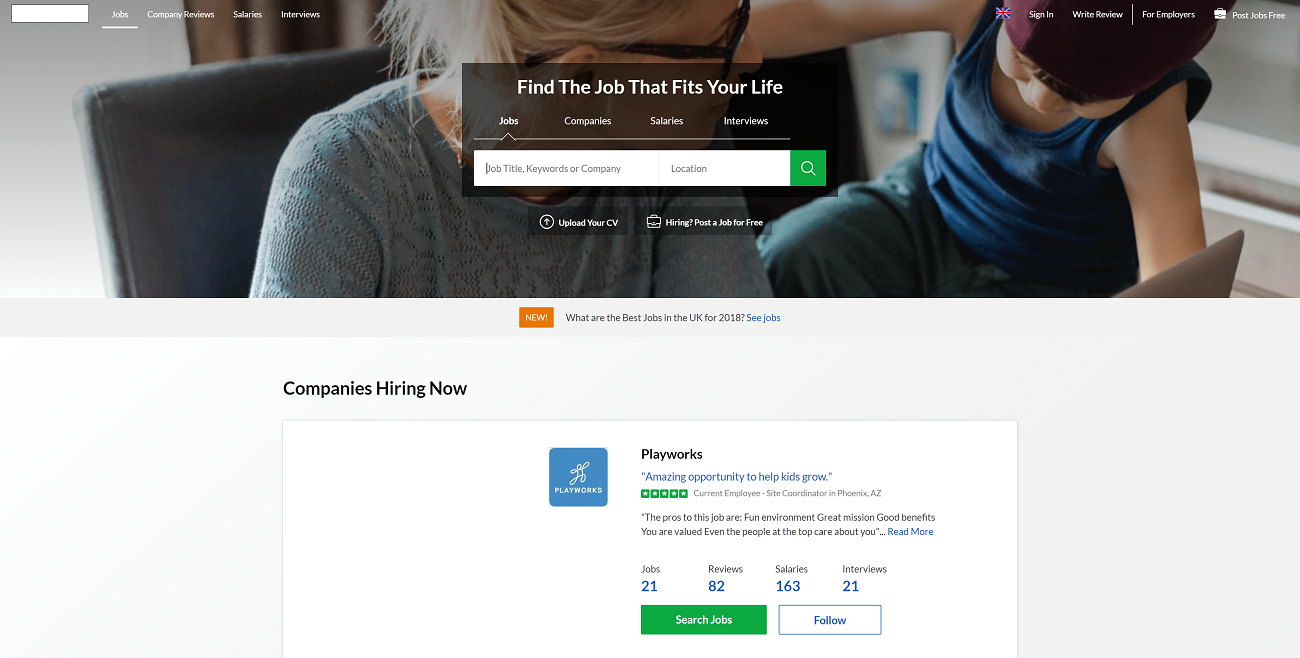 Jobs Company Reviews Salaries Interviews Sign In Write Review For Employers Post Jobs Free
Find The Job That Fits Your Life
Jobs Companies Salaries Interviews
Job Title, Keywords or Company Location
Upload Your CV Hiring? Post a Job for Free
NEW! What are the Best Jobs in the UK for 2018? See jobs
Companies Hiring Now
PLAYWORKS
Playworks
"Amazing opportunity to help kids grow."
Current Employee - Site Coordinator in Phoenix, AZ
"The pros to this job are: Fun environment Great mission Good benefits
You are valued Even the people at the top care about you"... Read More
Jobs Reviews Salaries Interviews
21 82 163 21
Search Jobs Follow